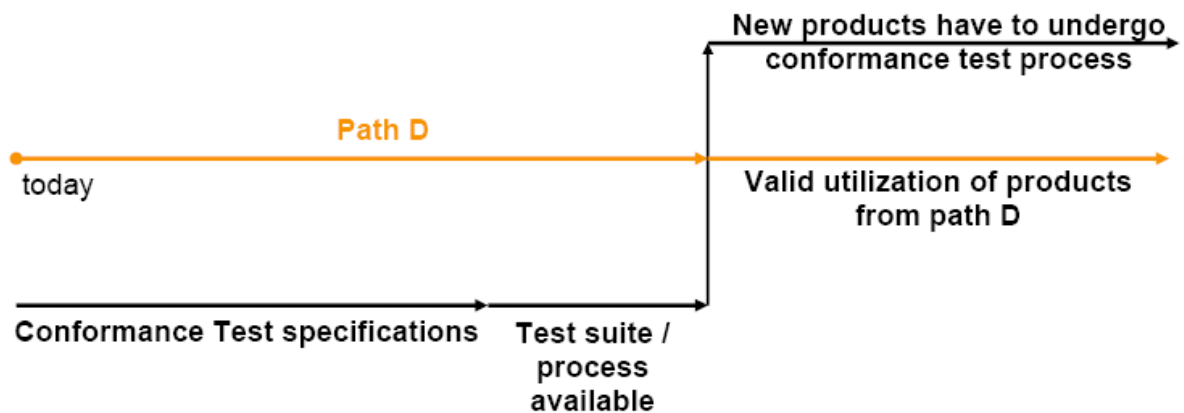 New products have to undergo
conformance test process
Path D
today
Valid utilization of products
from path D
Conformance Test specifications
Test suite /
process
available